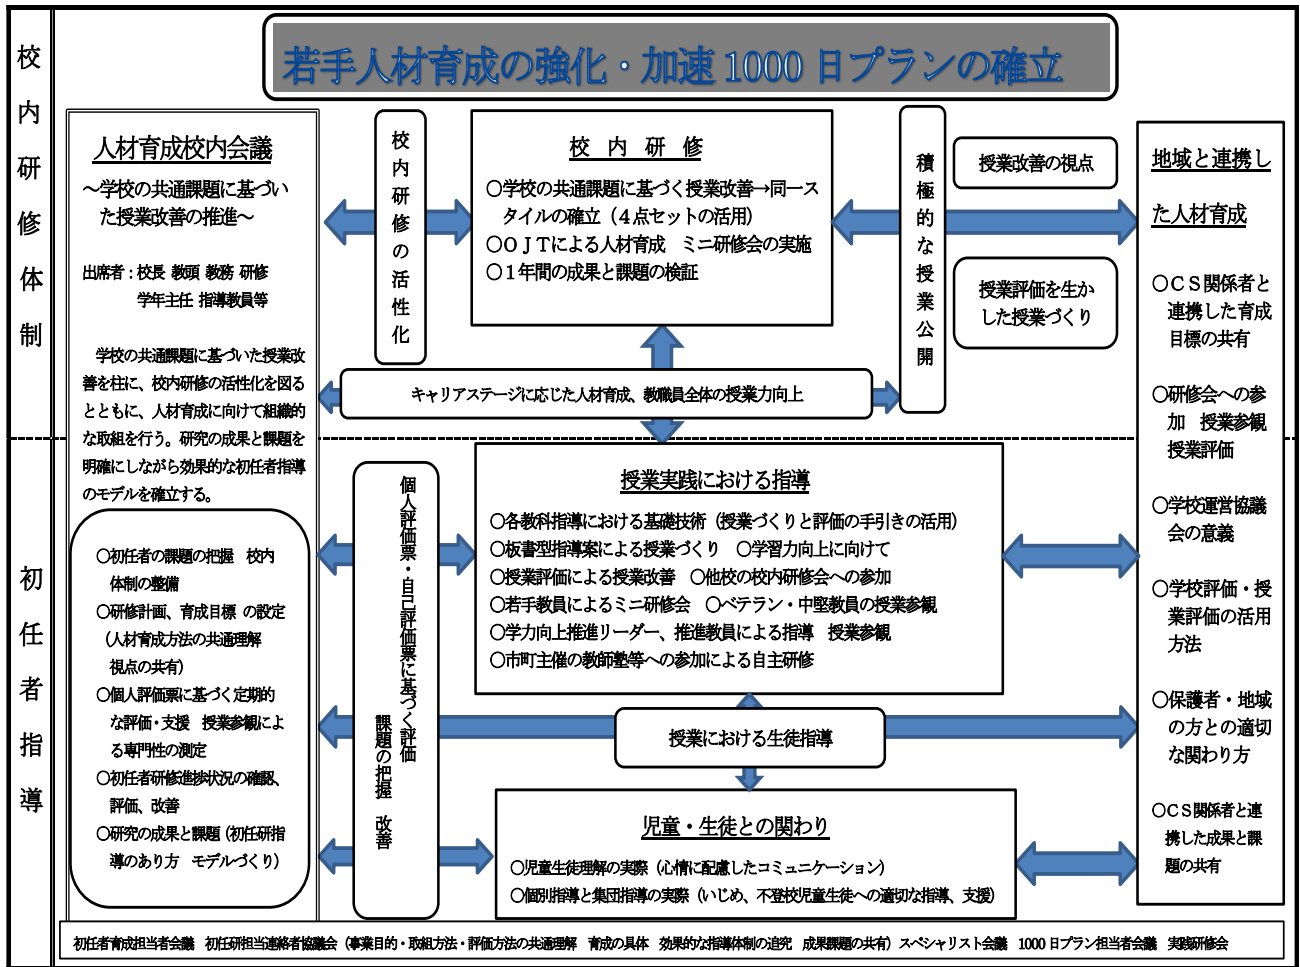 若手人材育成の強化・加速1000日プランの確立
校内研修体制
初任者指導
人材育成校内会議
～学校の共通課題に基づい
た授業改善の推進～
出席者：校長 教頭 教務 研修
学年主任 指導教員等
学校の共通課題に基づいた授業改
善を柱に、校内研修の活性化を図る
とともに、人材育成に向けて組織的
な取組を行う。研究の成果と課題を
明確にしながら効果的な初任者指導
のモデルを確立する。
○初任者の課題の把握　校内
体制の整備
○研修計画、育成目標 の設定
（人材育成方法の共通理解
視点の共有）
○個人評価票に基づく定期的
な評価・支援　授業参観によ
る専門性の測定
○初任者研修進捗状況の確認、
評価、改善
○研究の成果と課題（初任研指
導のあり方　モデルづくり）
校内研修の活性化
校　内　研　修
○学校の共通課題に基づく授業改善→同一ス
タイルの確立（４点セットの活用）
○ＯＪＴによる人材育成　ミニ研修会の実施
○１年間の成果と課題の検証
積極的な授業公開
授業改善の視点
授業評価を生か
した授業づくり
キャリアステージに応じた人材育成、教職員全体の授業力向上
個人評価票・自己評価票に基づく評価
課題の把握　改善
授業実践における指導
○各教科指導における基礎技術（授業づくりと評価の手引きの活用）
○板書型指導案による授業づくり　○学習力向上に向けて
○授業評価による授業改善　○他校の校内研修会への参加
○若手教員によるミニ研修会　○ベテラン・中堅教員の授業参観
○学力向上推進リーダー、推進教員による指導　授業参観
○市町主催の教師塾等への参加による自主研修
授業における生徒指導
児童・生徒との関わり
○児童生徒理解の実際（心情に配慮したコミュニケーション）
○個別指導と集団指導の実際（いじめ、不登校児童生徒への適切な指導、支援）
地域と連携し
た人材育成
○ＣＳ関係者と
連携した育成
目標の共有
○研修会への参
加　授業参観
授業評価
○学校運営協議
会の意義
○学校評価・授
業評価の活用
方法
○保護者・地域
の方との適切
な関わり方
○ＣＳ関係者と連
携した成果と課
題の共有
初任者育成担当者会議　初任研担当連絡者協議会（事業目的・取組方法・評価方法の共通理解　育成の具体　効果的な指導体制の追究　成果課題の共有）スペシャリスト会議　1000日プラン担当者会議　実践研修会